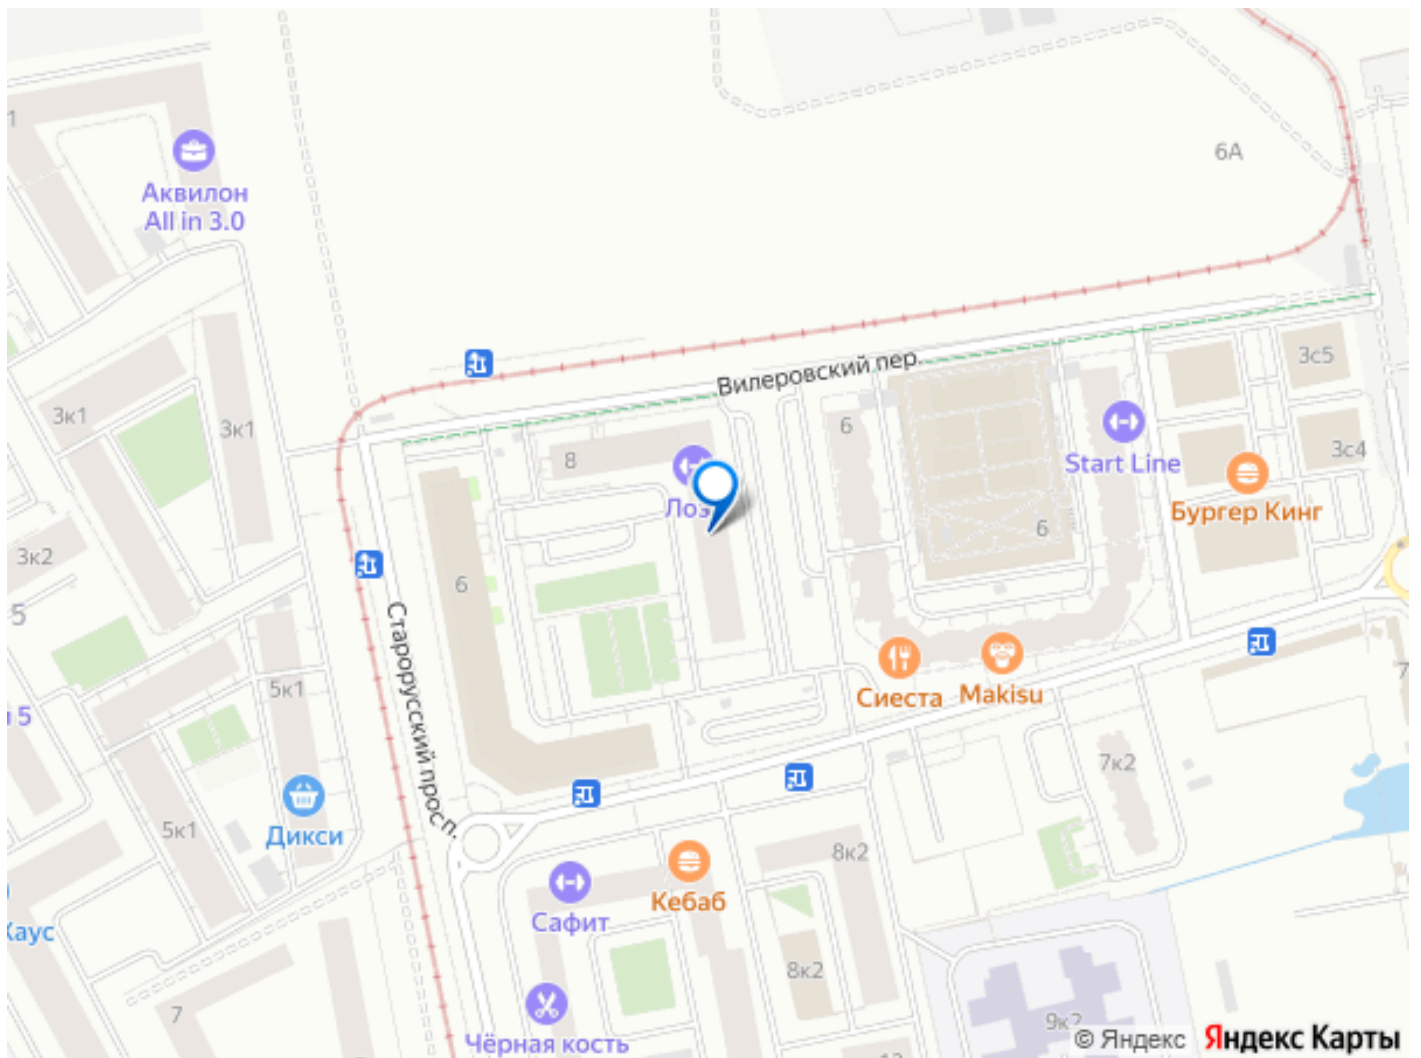 1
Аквилон
All in 3.0
6А
Вилеровский пер.
3с5
3к1
3к1
6
8
3с4
Start Line
Бургер Кинг
6
3к2
5
6
Старорусский просп.
Сиеста
Makisu
5к1
5
7к2
Дикси
5к1
8к2
Кебаб
Сафит
8к2
7
9к2
Чёрная кость
© Яндекс
Яндекс Карты